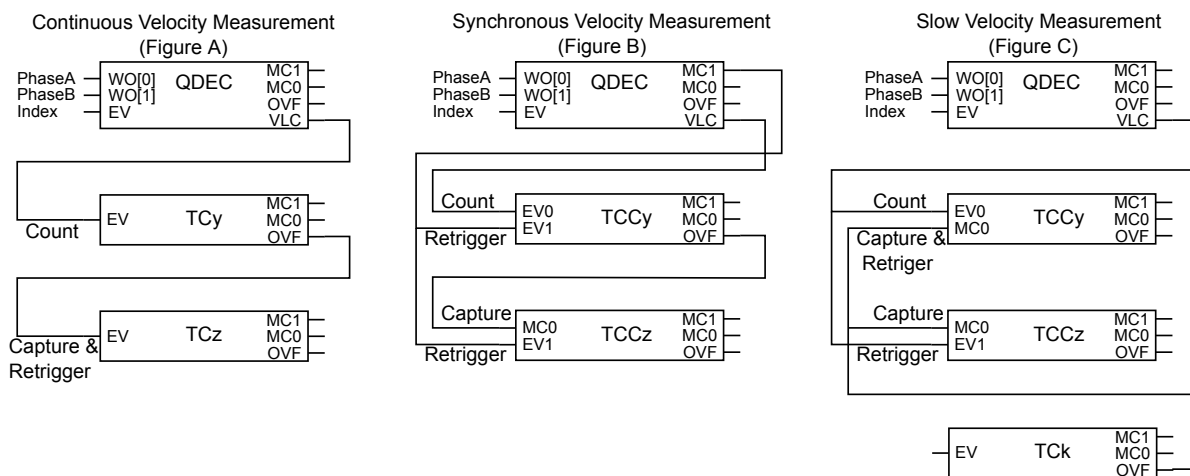 Continuous Velocity Measurement
(Figure A)
PhaseA
PhaseB
Index
WO[0]
WO[1]
EV
QDEC
MC1
MC0
OVF
VLC
Count
EV
TCy
MC1
MC0
OVF
Capture &
Retrigger
EV
TCz
MC1
MC0
OVF
Synchronous Velocity Measurement
(Figure B)
PhaseA
PhaseB
Index
WO[0]
WO[1]
EV
QDEC
MC1
MC0
OVF
VLC
Count
Retrigger
EV0
EV1
TCCy
MC1
MC0
OVF
Capture
Retrigger
MC0
EV1
TCCz
MC1
MC0
OVF
Slow Velocity Measurement
(Figure C)
PhaseA
PhaseB
Index
WO[0]
WO[1]
EV
QDEC
MC1
MC0
OVF
VLC
Count
Capture &
Retriger
EV0
MC0
TCCy
MC1
MC0
OVF
Capture
Retrigger
MC0
EV1
TCCz
MC1
MC0
OVF
EV
TCk
MC1
MC0
OVF